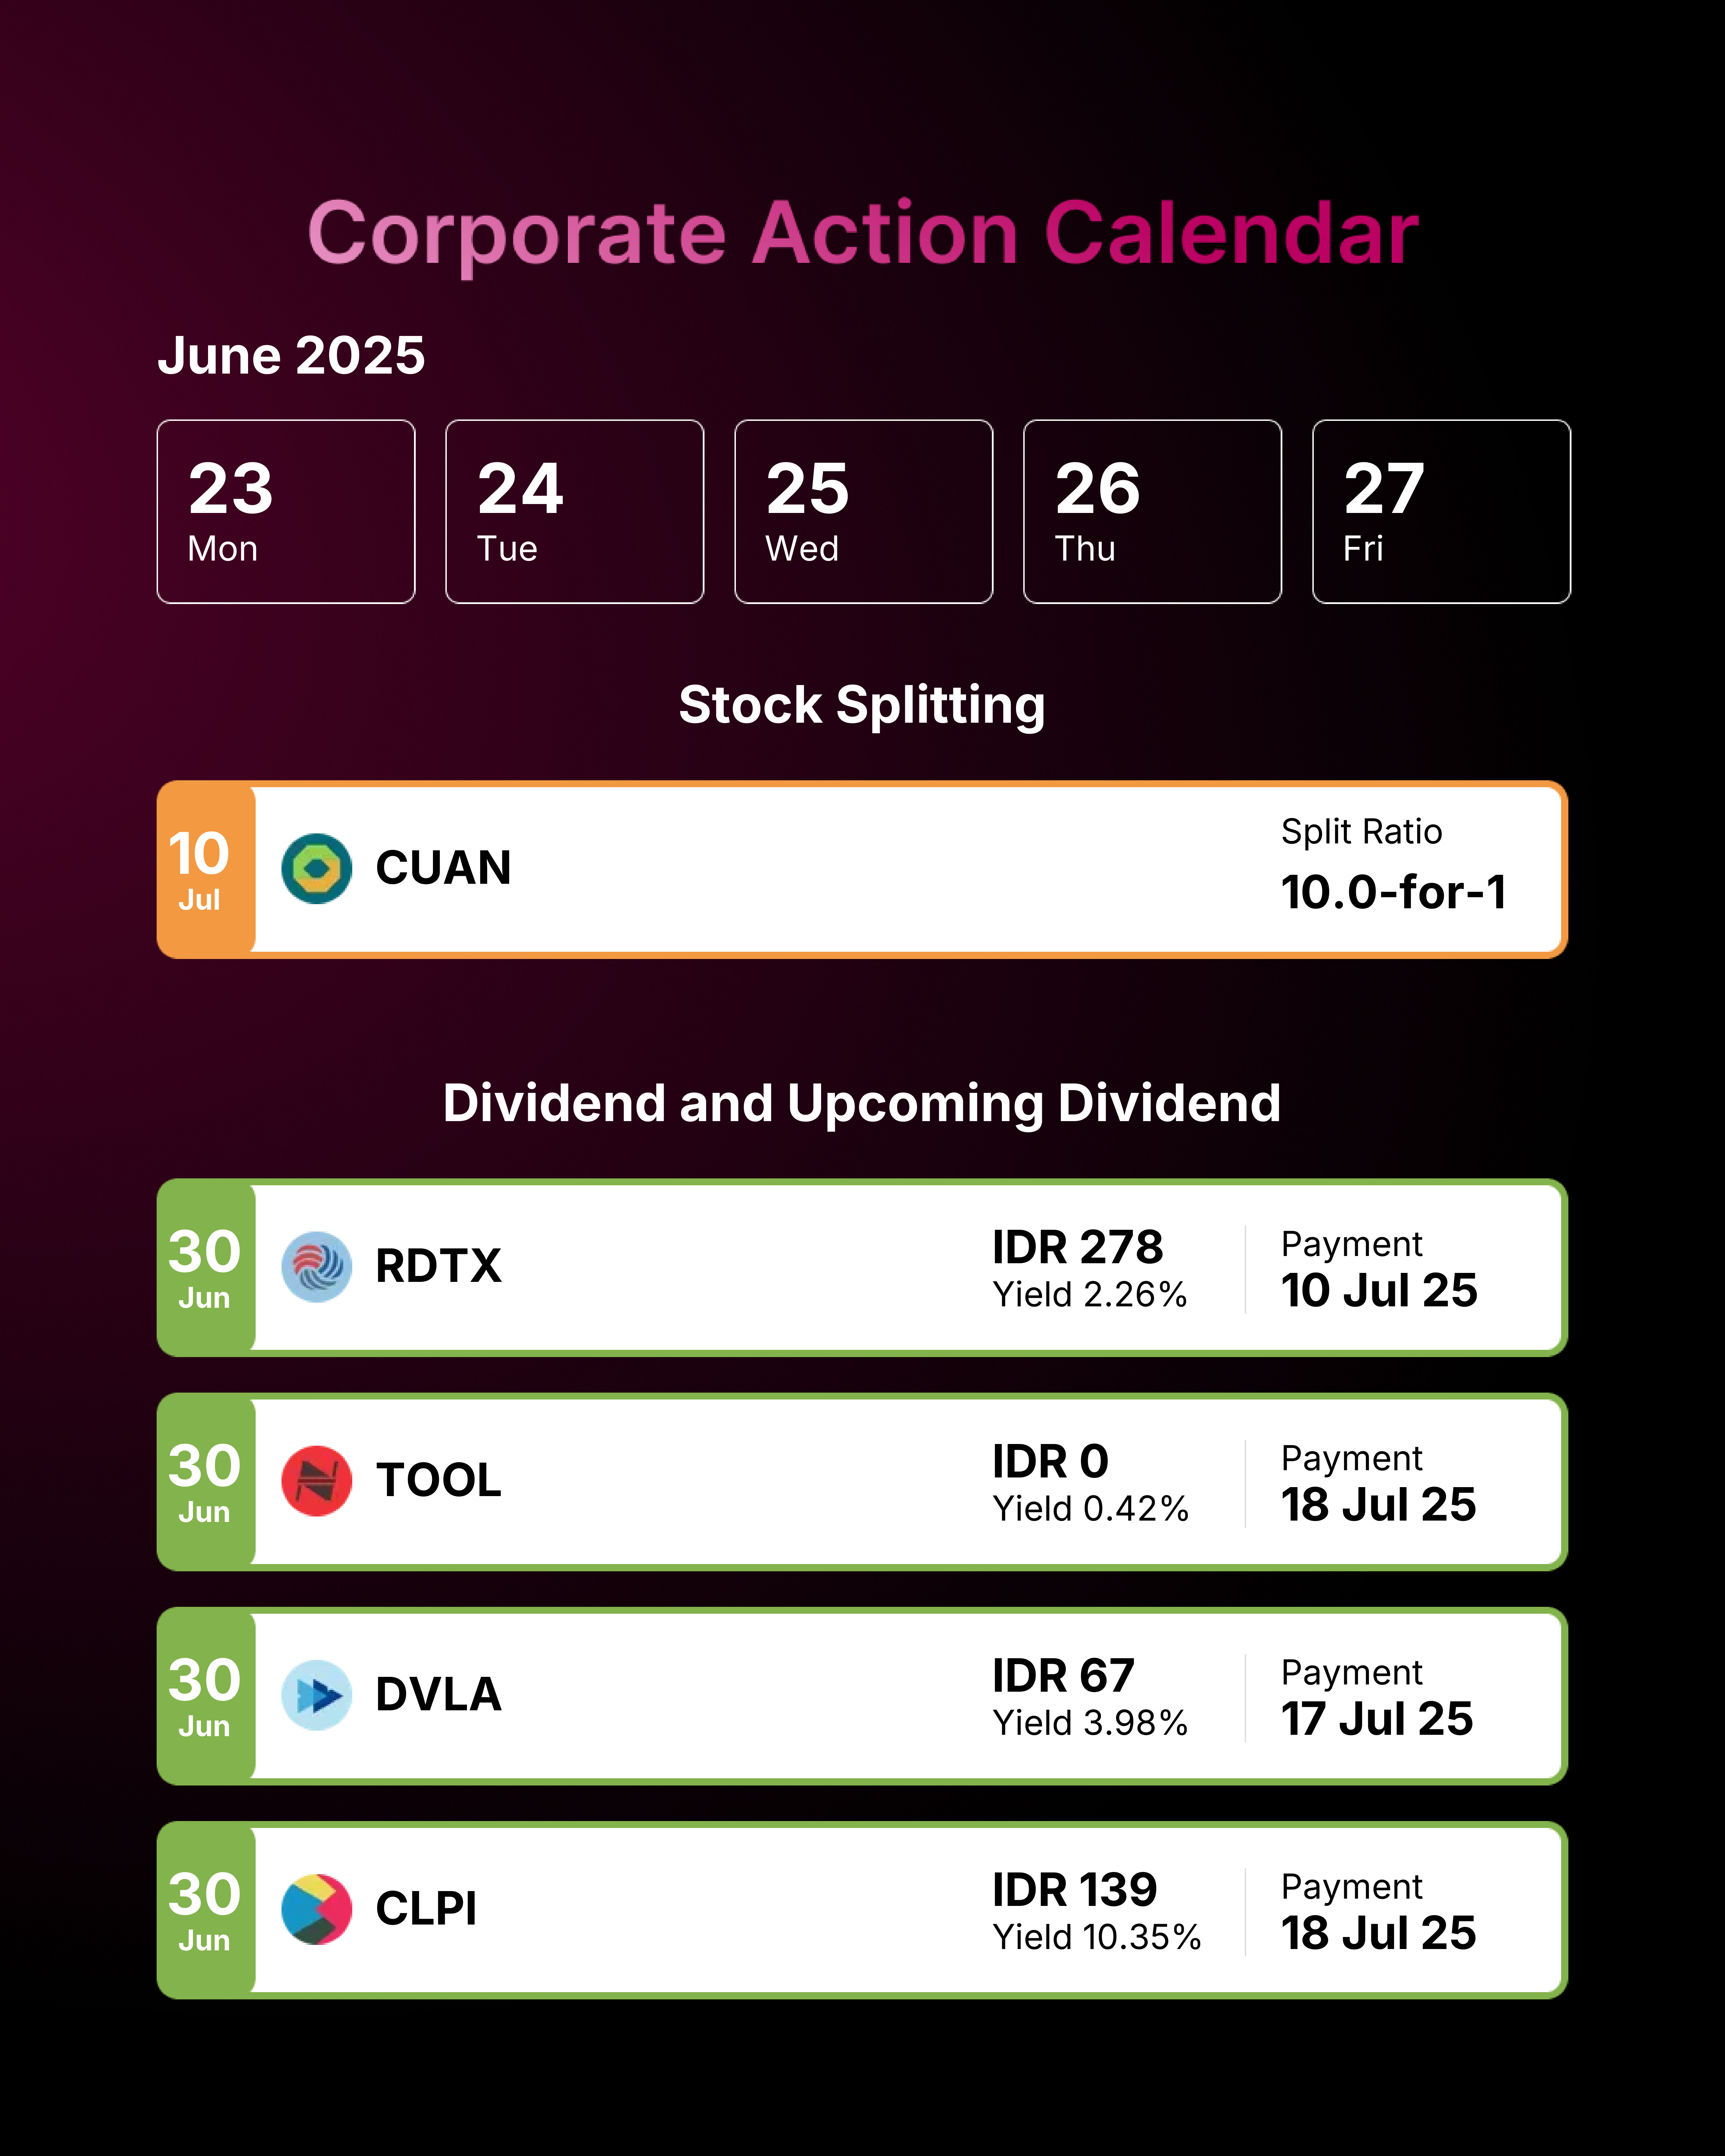 Corporate Action Calendar
June 2025
23
Mon
24
Tue
25
Wed
26
Thu
27
Fri
Stock Splitting
10
Jul
CUAN
Split Ratio
10.0-for-1
Dividend and Upcoming Dividend
30
Jun
RDTX
IDR 278
Yield 2.26%
Payment
10 Jul 25
30
Jun
TOOL
IDR 0
Yield 0.42%
Payment
18 Jul 25
30
Jun
DVLA
IDR 67
Yield 3.98%
Payment
17 Jul 25
30
Jun
CLPI
IDR 139
Yield 10.35%
Payment
18 Jul 25